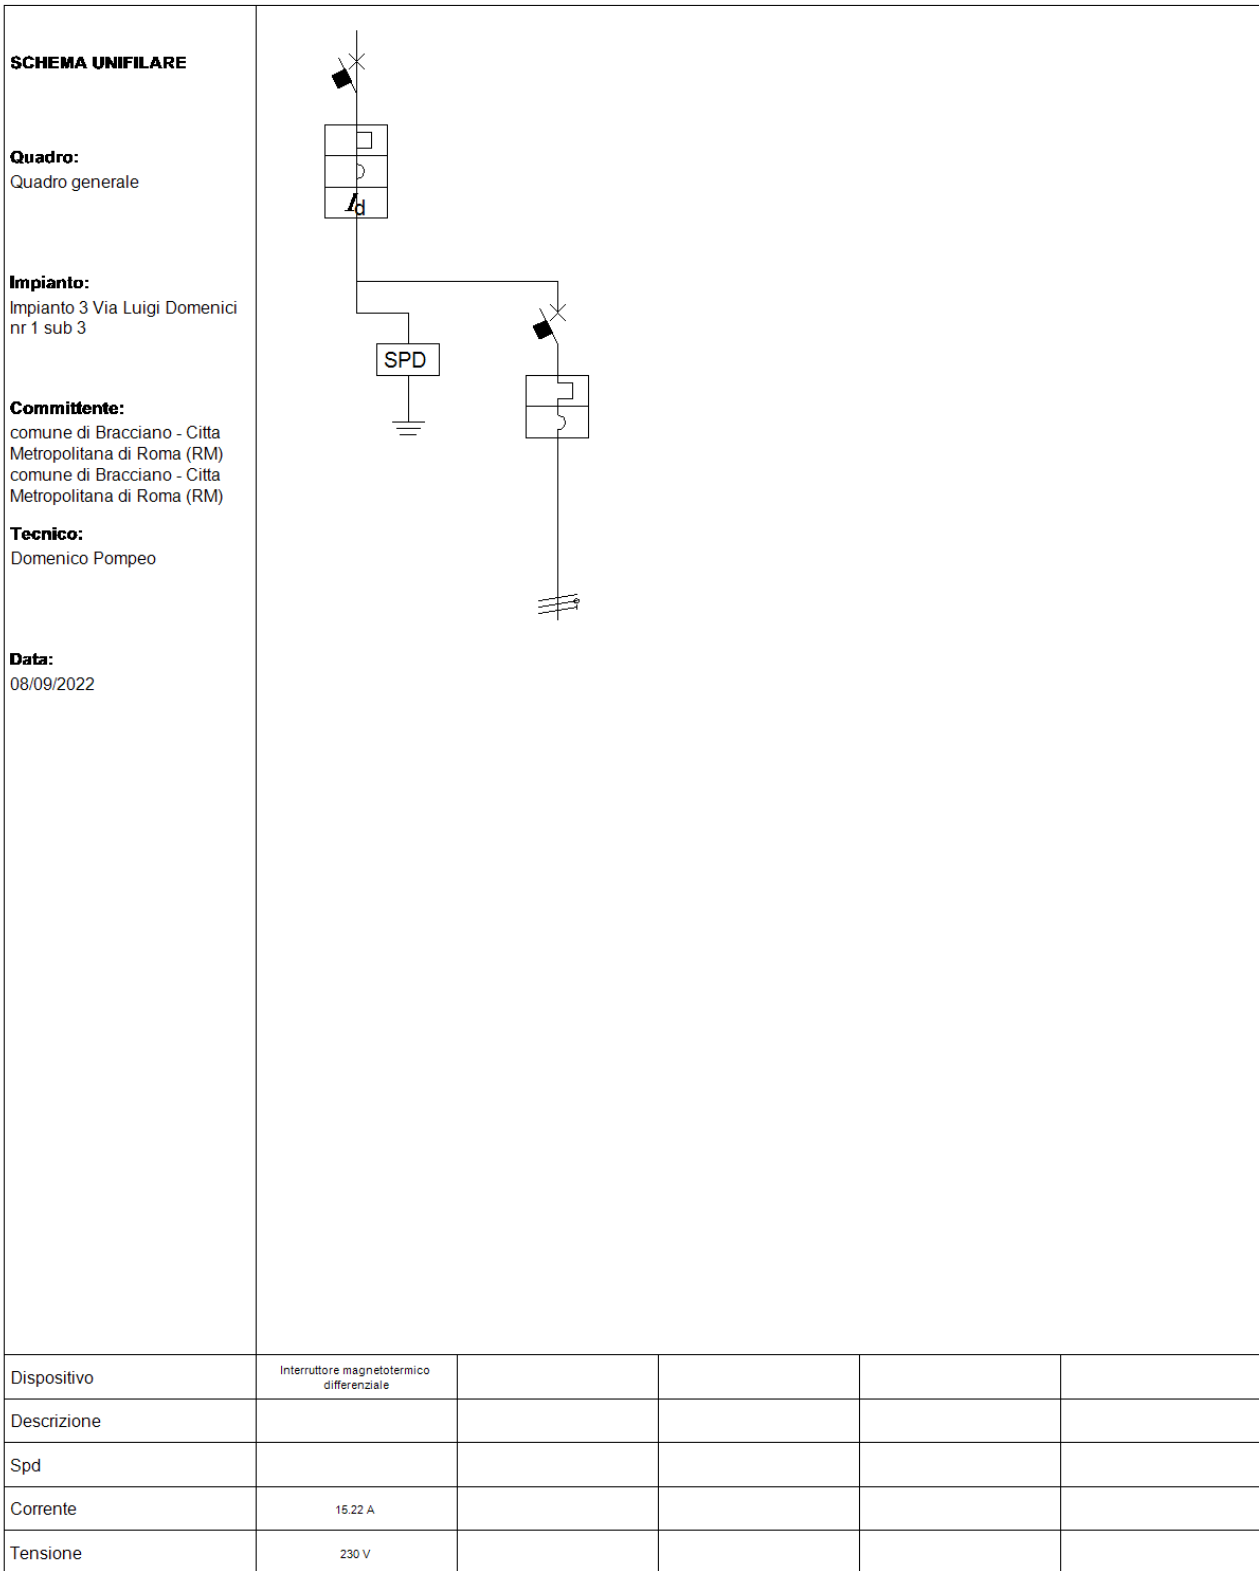 SCHEMA UNIFILARE
Quadro:
Quadro generale
Impianto:
Impianto 3 Via Luigi Domenici
nr 1 sub 3
Committente:
comune di Bracciano - Citta
Metropolitana di Roma (RM)
comune di Bracciano - Citta
Metropolitana di Roma (RM)
Tecnico:
Domenico Pompeo
Data:
08/09/2022
Id
SPD
Dispositivo
Interruttore magnetotermico
differenziale
Descrizione
Spd
Corrente
15.22 A
Tensione
230 V